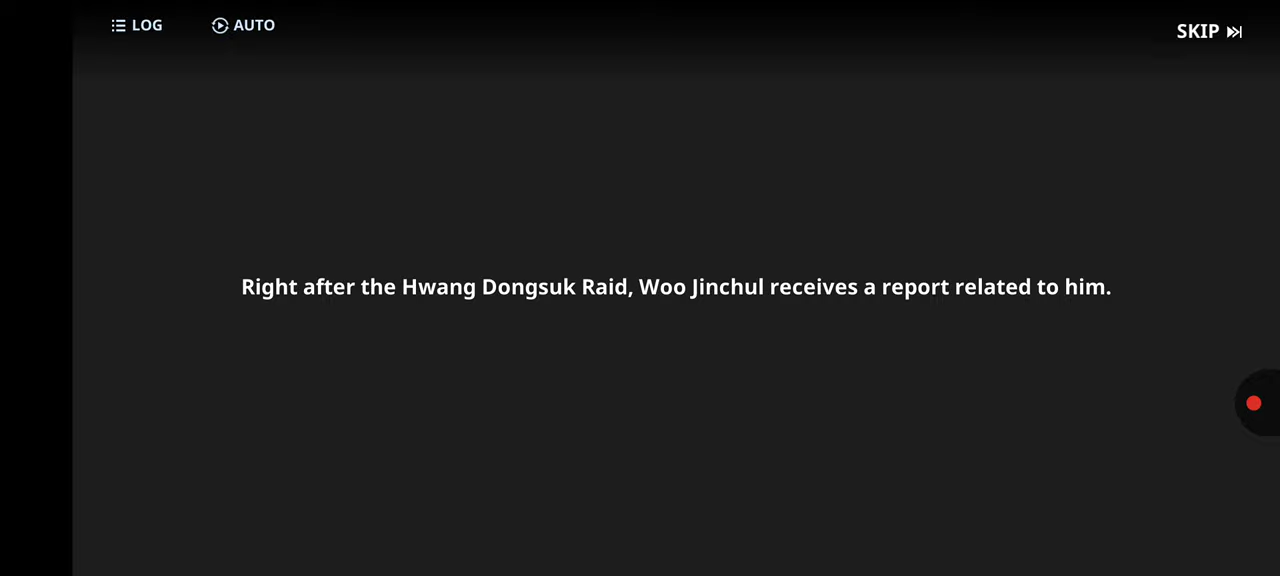 LOG
AUTO
SKIP
Right after the Hwang Dongsuk Raid, Woo Jinchul receives a report related to him.